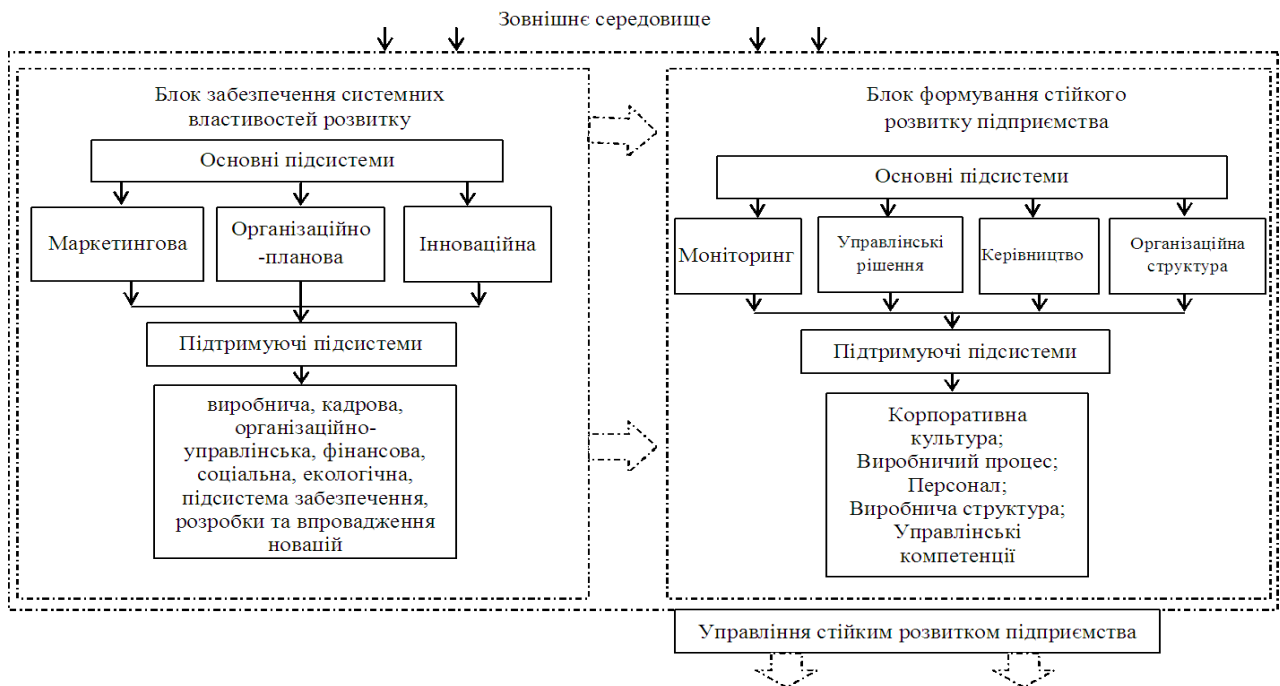 Зовнішнє середовище
Блок забезпечення системних
властивостей розвитку
Основні підсистеми
Маркетингова
Організаційно
-планова
Інноваційна
Підтримуючі підсистеми
виробнича, кадрова,
організаційно-
управлінська, фінансова,
соціальна, екологічна,
підсистема забезпечення,
розробки та впровадження
новацій
Блок формування стійкого
розвитку підприємства
Основні підсистеми
Моніторинг
Управлінські
рішення
Керівництво
Організаційна
структура
Підтримуючі підсистеми
Корпоративна
культура;
Виробничий процес;
Персонал;
Виробнича структура;
Управлінські
компетенції
Управління стійким розвитком підприємства